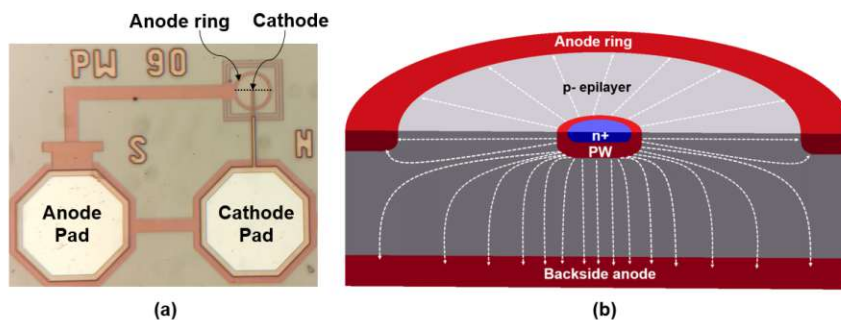 Anode ring
Cathode
PW 90
S
H
Anode
Pad
Cathode
Pad
(a)
Anode ring
p- epilayer
n+
PW
Backside anode
(b)